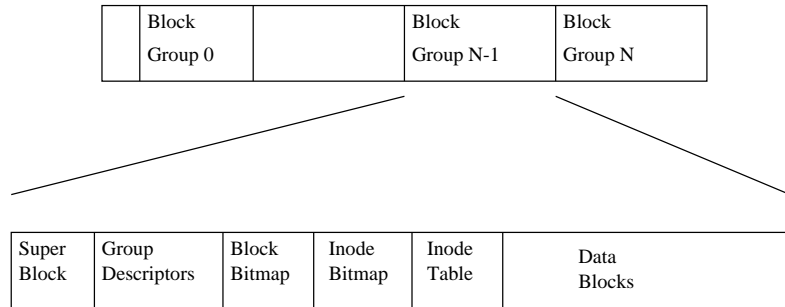 Block Block Block
Group 0 Group N-1 Group N
Super Group Block Inode Inode Data
Block Descriptors Bitmap Bitmap Table Blocks